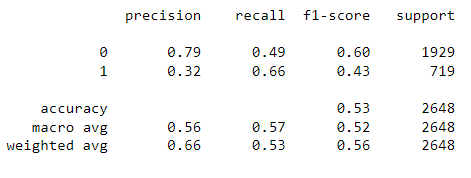 precision recall f1-score support
0 0.79 0.49 0.60 1929
1 0.32 0.66 0.43 719
accuracy 0.53 2648
macro avg 0.56 0.57 0.52 2648
weighted avg 0.66 0.53 0.56 2648